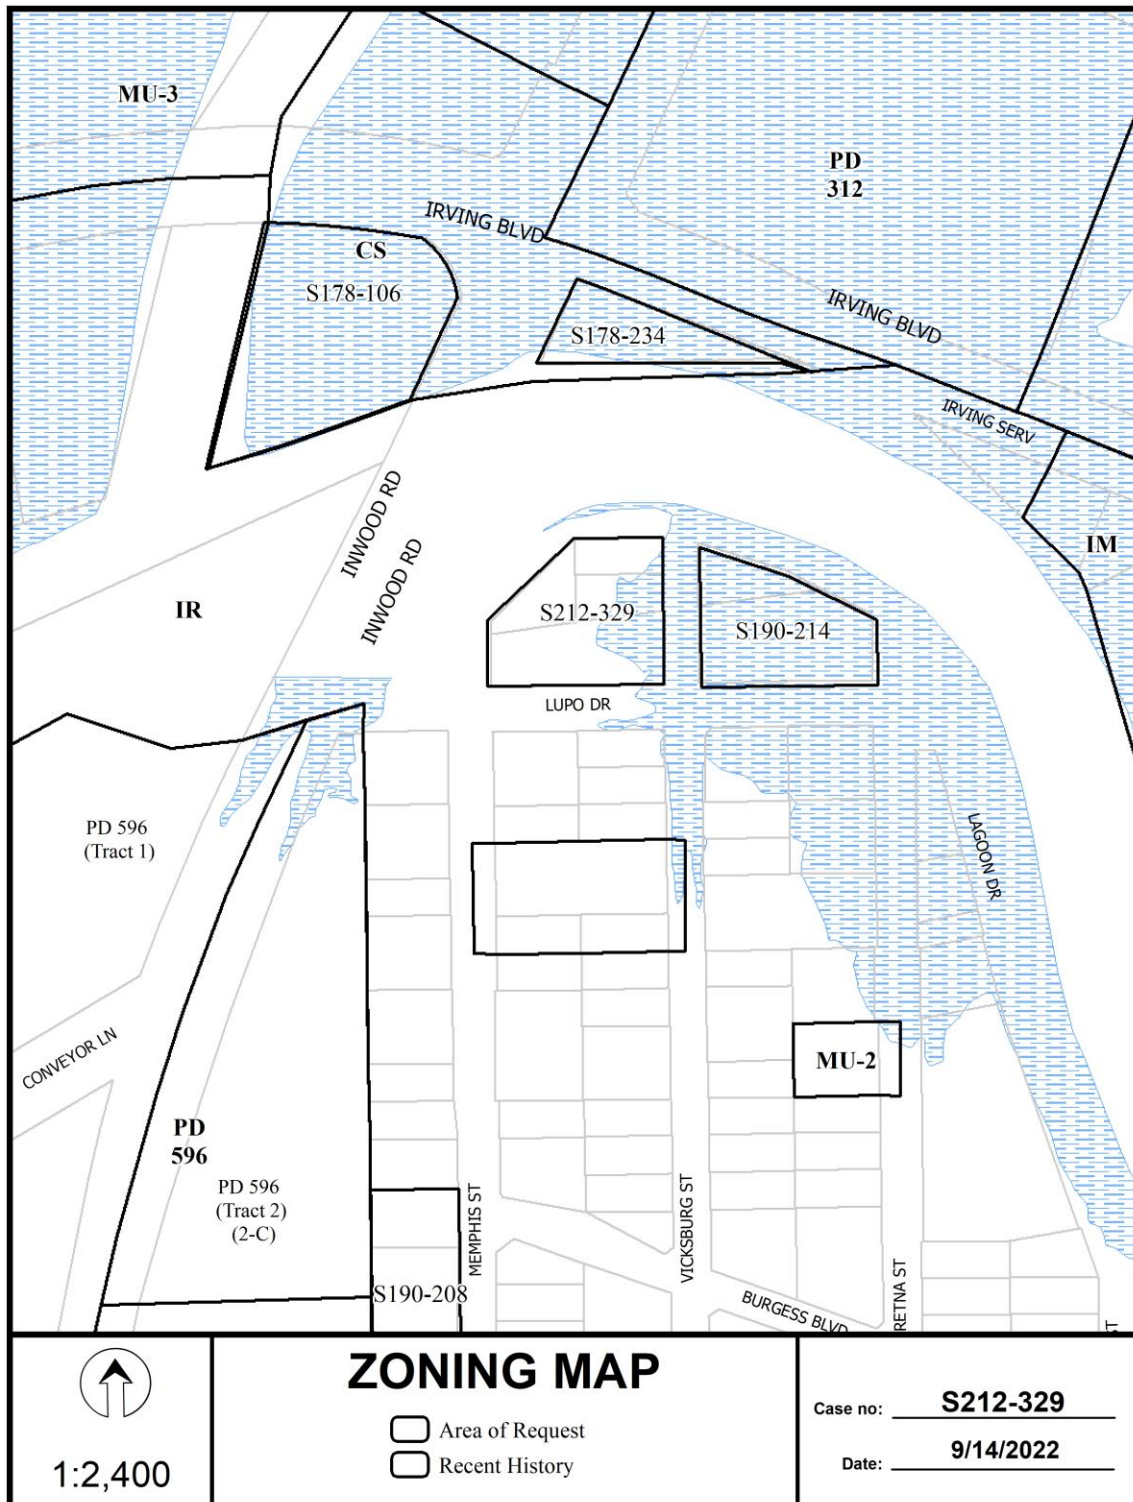 MU-3
PD
312
IRVING BLVD
CS
S178-106
IRVING BLVD
S178-234
IRVING SERV
INWOOD RD
INWOOD RD
IM
IR
S212-329
S190-214
LUPO DR
PD 596
(Tract 1)
LAGOON DR
CONVEYOR LN
MU-2
PD
596
PD 596
(Tract 2)
(2-C)
MEMPHIS ST
VICKSBURG ST
S190-208
BURGESS BLVD
RETNA ST
ST
ZONING MAP
Area of Request
Recent History
1:2,400
Case no: S212-329
Date: 9/14/2022